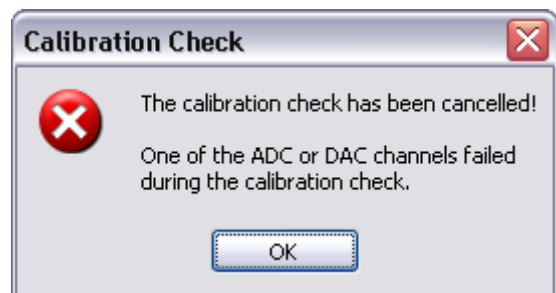 Calibration Check
The calibration check has been cancelled!
One of the ADC or DAC channels failed
during the calibration check.
OK